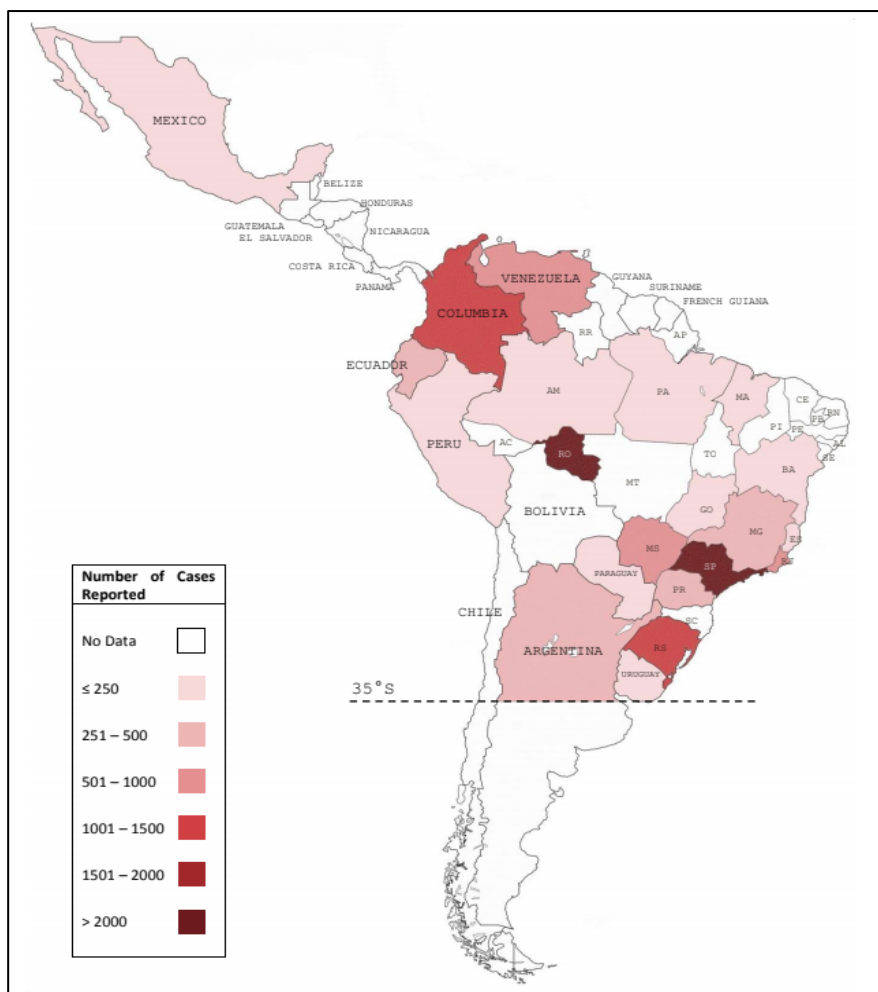 MEXICO
BELIZE
HONDURAS
GUATEMALA
NICARAGUA
EL SALVADOR
COSTA RICA
PANAMA
VENEZUELA
GUYANA
SURINAME
FRENCH GUIANA
COLUMBIA
RR
AP
ECUADOR
AM
PA
MA
CE
RN
PB
PI
PE
AL
SE
PERU
AC
RO
TO
BA
MT
BOLIVIA
GO
MG
ES
MS
SP
RJ
PARAGUAY
PR
CHILE
SC
ARGENTINA
RS
URUGUAY
35°S
Number of Cases
Reported
No Data
≤ 250
251 – 500
501 – 1000
1001 – 1500
1501 – 2000
> 2000